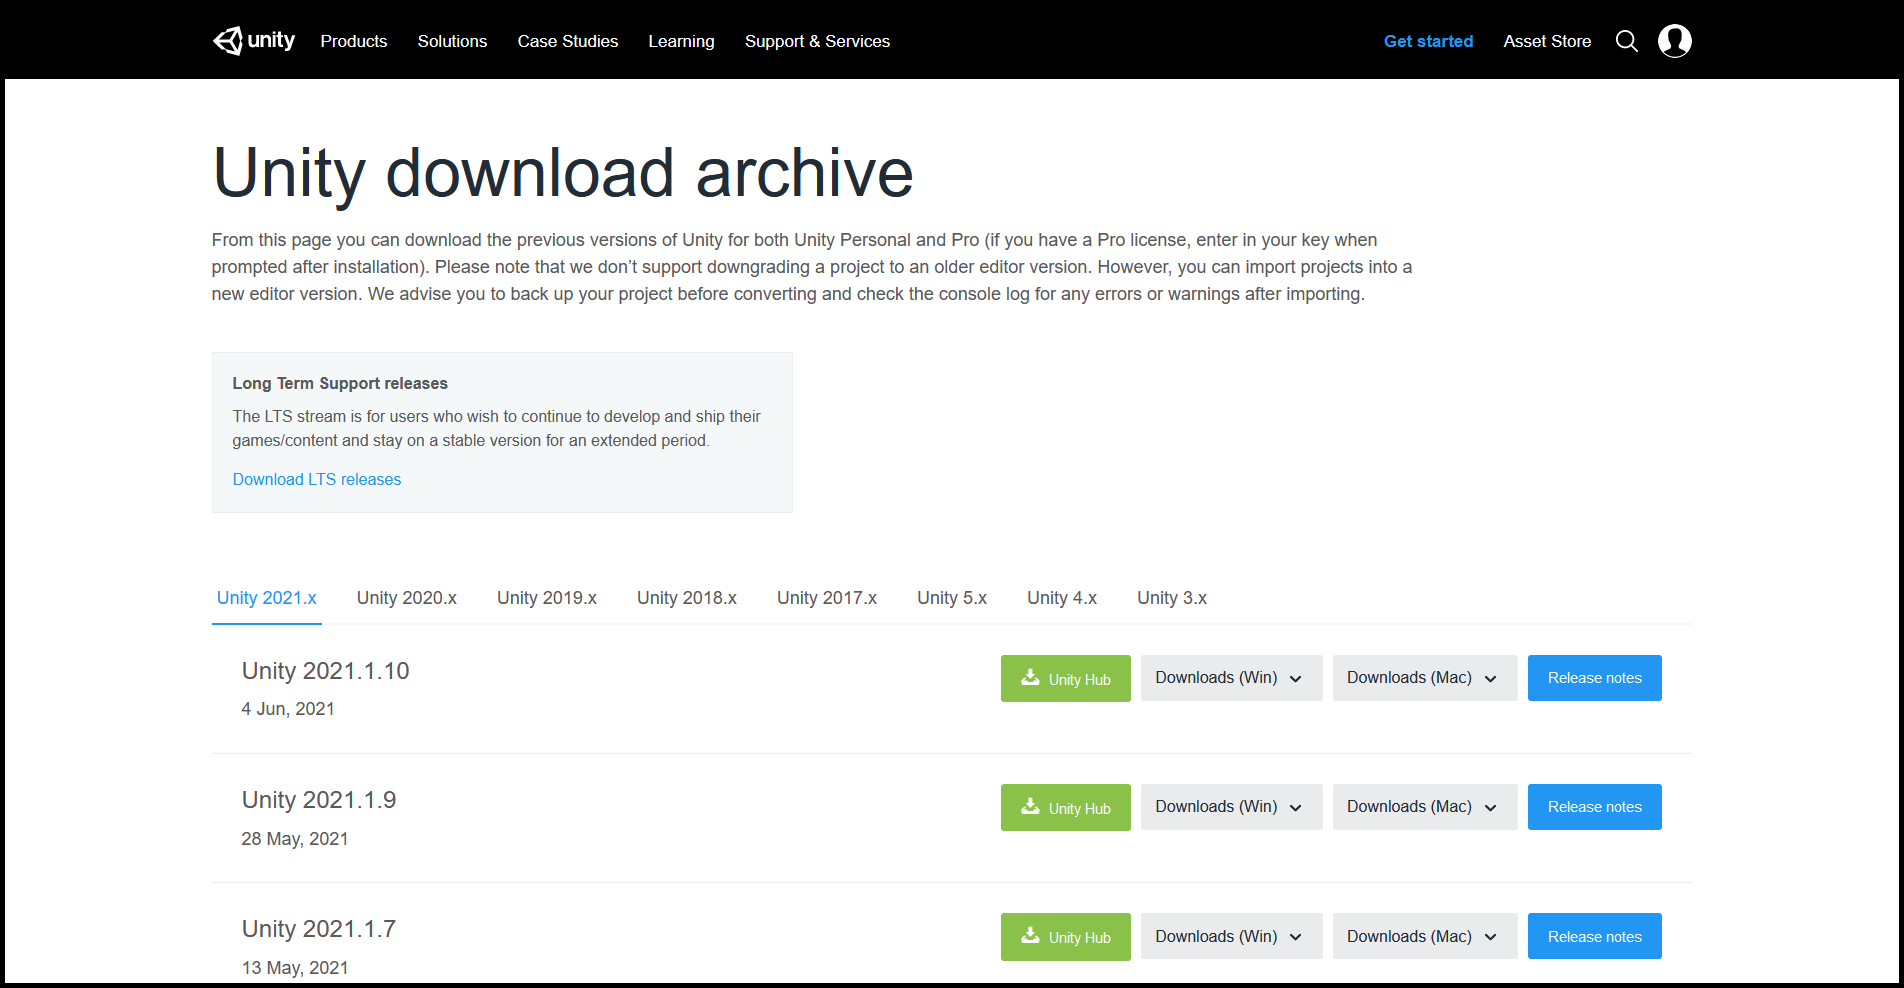 unity Products Solutions Case Studies Learning Support & Services Get started Asset Store
Unity download archive
From this page you can download the previous versions of Unity for both Unity Personal and Pro (if you have a Pro license, enter in your key when
prompted after installation). Please note that we don’t support downgrading a project to an older editor version. However, you can import projects into a
new editor version. We advise you to back up your project before converting and check the console log for any errors or warnings after importing.
Long Term Support releases
The LTS stream is for users who wish to continue to develop and ship their
games/content and stay on a stable version for an extended period.
Download LTS releases
Unity 2021.x Unity 2020.x Unity 2019.x Unity 2018.x Unity 2017.x Unity 5.x Unity 4.x Unity 3.x
Unity 2021.1.10 Unity Hub Downloads (Win) Downloads (Mac) Release notes
4 Jun, 2021
Unity 2021.1.9 Unity Hub Downloads (Win) Downloads (Mac) Release notes
28 May, 2021
Unity 2021.1.7 Unity Hub Downloads (Win) Downloads (Mac) Release notes
13 May, 2021